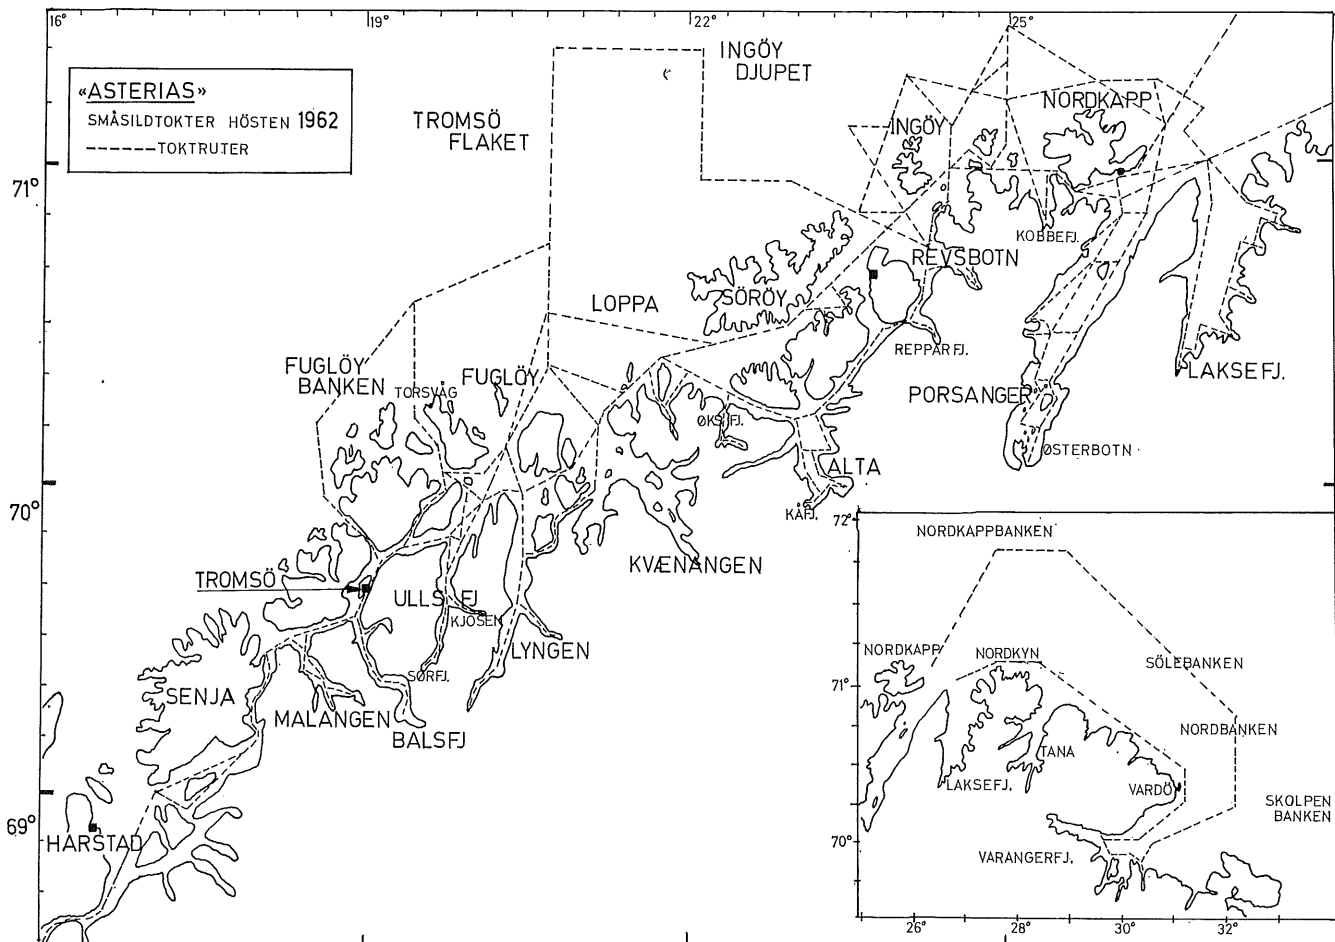 16°
19°
22°
25°
«ASTERIAS»
SMÅSILDTOKTER HÖSTEN 1962
TOKTRUTER
INGÖY
DJUPET
TROMSÖ
FLAKET
NORDKAPP
INGÖY
71°
KOBBEFJ.
REVSBOTN
SÖRÖY
LOPPA
REPPARFJ.
FUGLÖY
BANKEN
FUGLÖY
TORSVÅG
LAKSEFJ.
PORSANGER
ØKSFJ.
ØSTERBOTN
ALTA
70°
KÅFJ.
KVÆNANGEN
TROMSÖ
ULLSFJ
KJOSEN
LYNGEN
SØRFJ.
SENJA
MALANGEN
BALSFJ
69°
HARSTAD
72°
NORDKAPPBANKEN
NORDKAPP
NORDKYN
SÖLEBANKEN
71°
NORDBANKEN
TANA
LAKSEFJ.
VARDÖ
SKOLPEN
BANKEN
70°
VARANGERFJ.
26°
28°
30°
32°